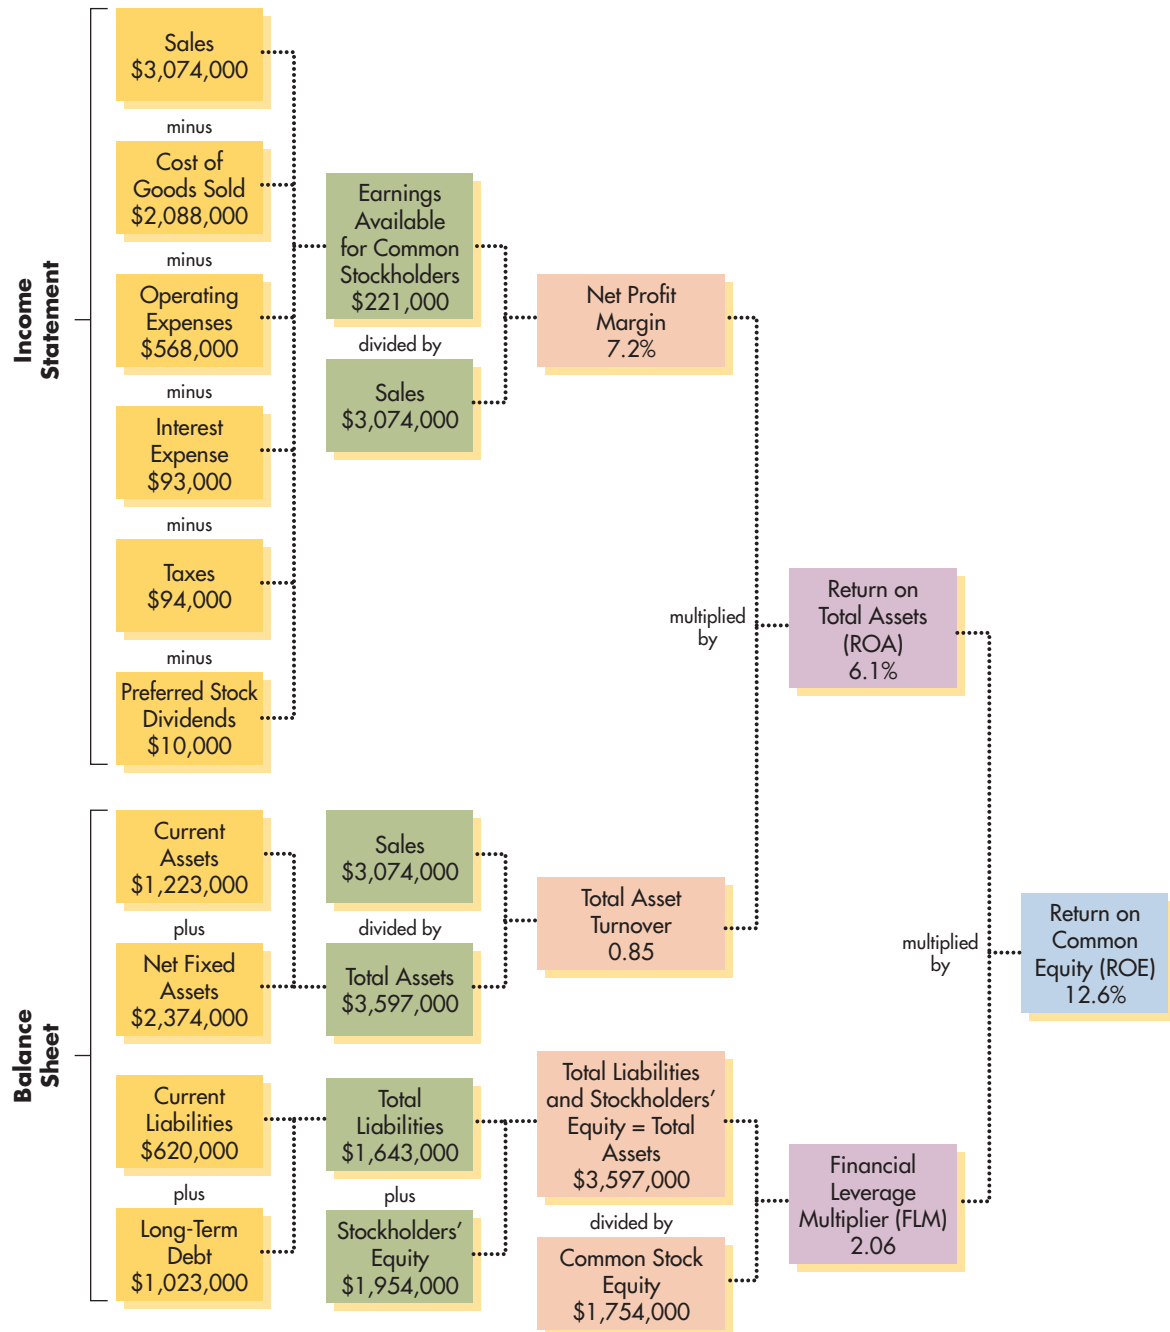 Income
Statement
Sales
$3,074,000
minus
Cost of
Goods Sold
$2,088,000
minus
Operating
Expenses
$568,000
minus
Interest
Expense
$93,000
minus
Taxes
$94,000
minus
Preferred Stock
Dividends
$10,000
Earnings
Available
for Common
Stockholders
$221,000
divided by
Sales
$3,074,000
Net Profit
Margin
7.2%
Balance
Sheet
Current
Assets
$1,223,000
plus
Net Fixed
Assets
$2,374,000
Current
Liabilities
$620,000
plus
Long-Term
Debt
$1,023,000
Sales
$3,074,000
divided by
Total Assets
$3,597,000
Total
Liabilities
$1,643,000
plus
Stockholders’
Equity
$1,954,000
Total Asset
Turnover
0.85
Total Liabilities
and Stockholders’
Equity = Total
Assets
$3,597,000
divided by
Common Stock
Equity
$1,754,000
multiplied
by
Return on
Total Assets
(ROA)
6.1%
Financial
Leverage
Multiplier (FLM)
2.06
multiplied
by
Return on
Common
Equity (ROE)
12.6%